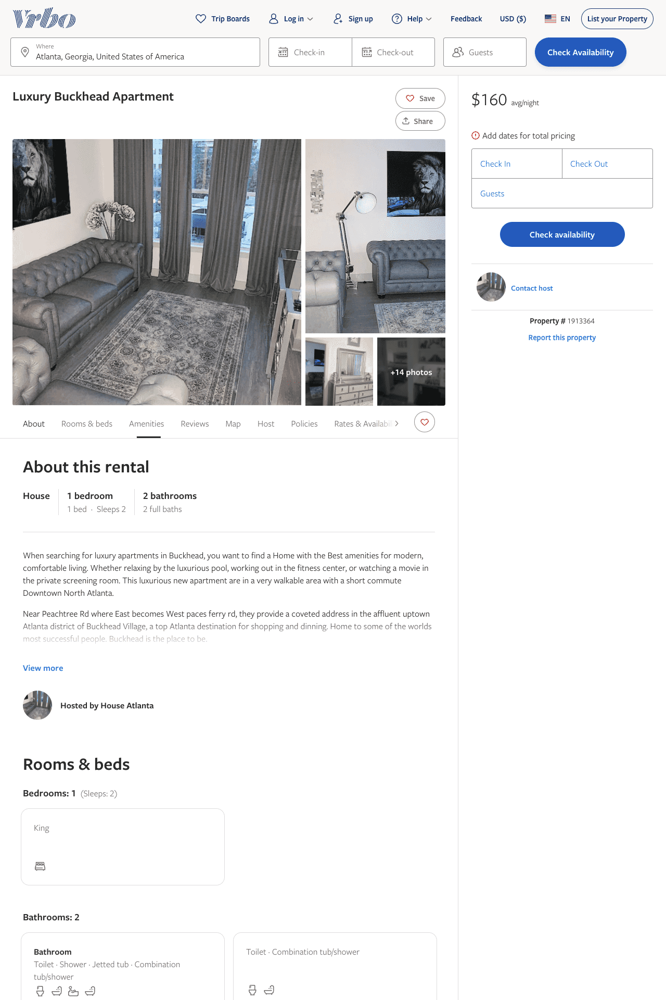 Vrbo
Trip Boards
Log in
Sign up
Help
Feedback
USD ($)
EN
List your Property
Where
Atlanta, Georgia, United States of America
Check-in
Check-out
Guests
Check Availability
Luxury Buckhead Apartment
Save
Share
$160 avg/night
Add dates for total pricing
Check In
Check Out
Guests
Check availability
Contact host
Property # 1913364
Report this property
+14 photos
About
Rooms & beds
Amenities
Reviews
Map
Host
Policies
Rates & Availabili
About this rental
House
1 bedroom
1 bed · Sleeps 2
2 bathrooms
2 full baths
When searching for luxury apartments in Buckhead, you want to find a Home with the Best amenities for modern,
comfortable living. Whether relaxing by the luxurious pool, working out in the fitness center, or watching a movie in
the private screening room. This luxurious new apartment are in a very walkable area with a short commute
Downtown North Atlanta.
Near Peachtree Rd where East becomes West paces ferry rd, they provide a coveted address in the affluent uptown
Atlanta district of Buckhead Village, a top Atlanta destination for shopping and dinning. Home to some of the worlds
most successful people. Buckhead is the place to be.
View more
Hosted by House Atlanta
Rooms & beds
Bedrooms: 1 (Sleeps: 2)
King
Bathrooms: 2
Bathroom
Toilet · Shower · Jetted tub · Combination
tub/shower
Toilet · Combination tub/shower